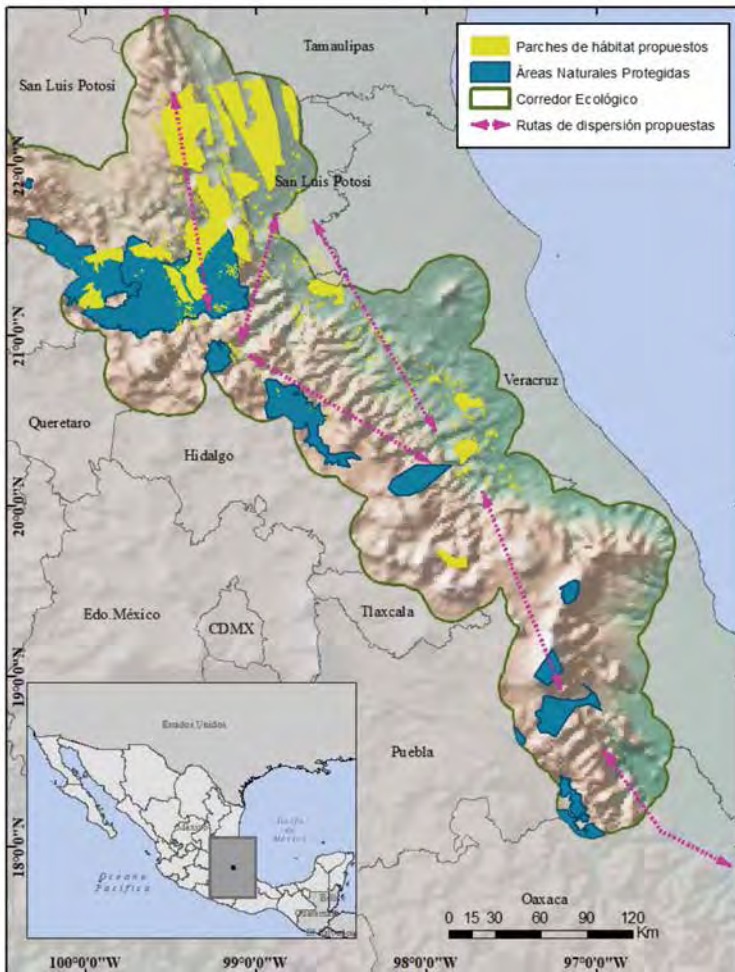 Parches de hábitat propuestos
Àreas Naturales Protegidas
Corredor Ecológico
Rutas de dispersión propuestas
Tamaulipas
San Luis Potosi
San Luis Potosi
22°0'0"N
21°0'0"N
Veracruz
Queretaro
Hidalgo
20°0'0"N
Edo.México
CDMX
Tlaxcala
19°0'0"N
Estados Unidos
Puebla
Golfo
de
México
México
Oceano
Pacífico
18°0'0"N
Oaxaca
0 15 30 60 90 120
Km
100°0'0"W
99°0'0"W
98°0'0"W
97°0'0"W